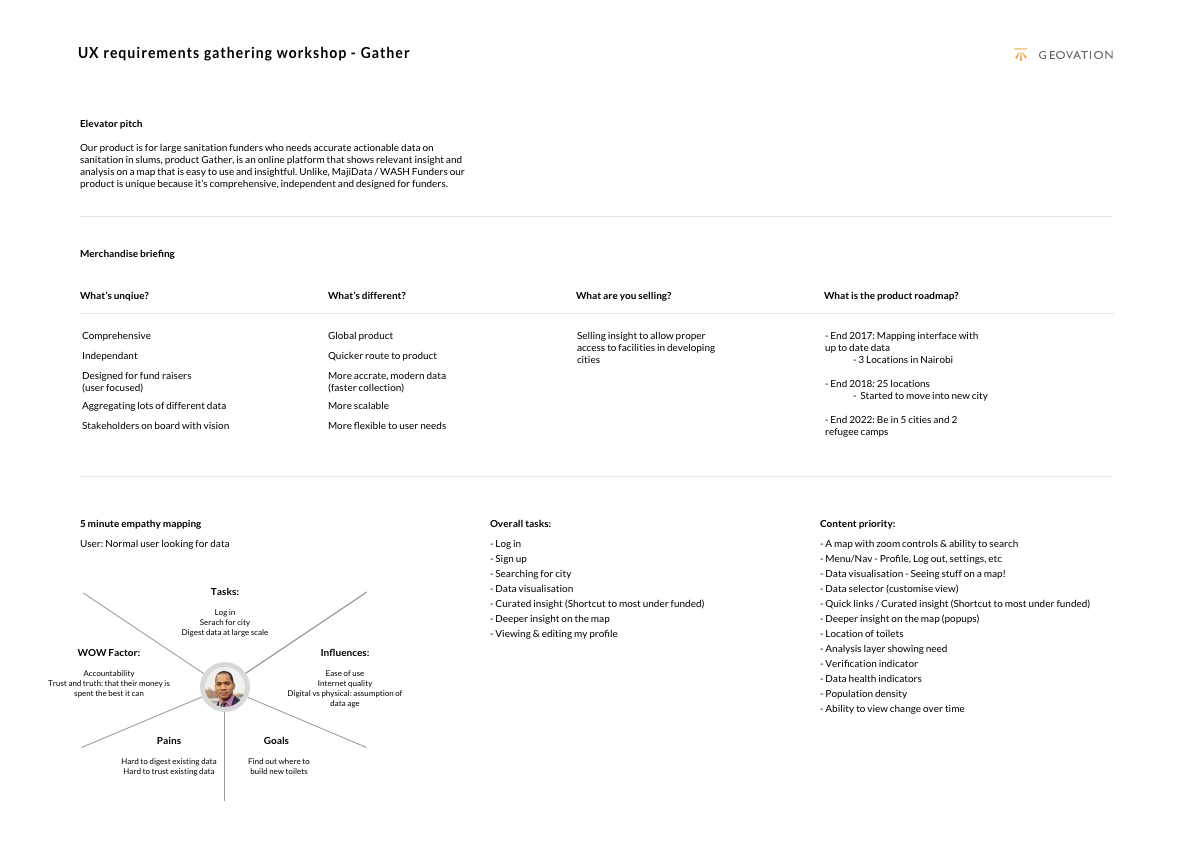 UX requirements gathering workshop - Gather
GEOVATION
Elevator pitch
Our product is for large sanitation funders who needs accurate actionable data on
sanitation in slums, product Gather, is an online platform that shows relevant insight and
analysis on a map that is easy to use and insightful. Unlike, MajiData / WASH Funders our
product is unique because it's comprehensive, independent and designed for funders.
Merchandise briefing
What's unqiue?
Comprehensive
Independant
Designed for fund raisers
(user focused)
Aggregating lots of different data
Stakeholders on board with vision
What's different?
Global product
Quicker route to product
More accrate, modern data
(faster collection)
More scalable
More flexible to user needs
What are you selling?
Selling insight to allow proper
access to facilities in developing
cities
What is the product roadmap?
- End 2017: Mapping interface with
up to date data
- 3 Locations in Nairobi
- End 2018: 25 locations
- Started to move into new city
- End 2022: Be in 5 cities and 2
refugee camps
5 minute empathy mapping
User: Normal user looking for data
Tasks:
Log in
Serach for city
Digest data at large scale
WOW Factor:
Accountability
Trust and truth: that their money is
spent the best it can
Influences:
Ease of use
Internet quality
Digital vs physical: assumption of
data age
Pains
Hard to digest existing data
Hard to trust existing data
Goals
Find out where to
build new toilets
Overall tasks:
- Log in
- Sign up
- Searching for city
- Data visualisation
- Curated insight (Shortcut to most under funded)
- Deeper insight on the map
- Viewing & editing my profile
Content priority:
- A map with zoom controls & ability to search
- Menu/Nav - Profile, Log out, settings, etc
- Data visualisation - Seeing stuff on a map!
- Data selector (customise view)
- Quick links / Curated insight (Shortcut to most under funded)
- Deeper insight on the map (popups)
- Location of toilets
- Analysis layer showing need
- Verification indicator
- Data health indicators
- Population density
- Ability to view change over time